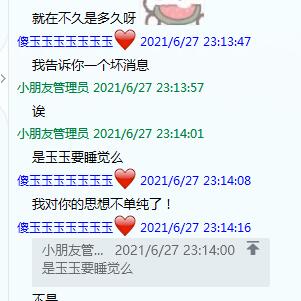 就在不久是多久呀
傻玉玉玉玉玉玉玉❤️ 2021/6/27 23:13:47
我告诉你一个坏消息
小朋友管理员 2021/6/27 23:13:57
诶
小朋友管理员 2021/6/27 23:14:01
是玉玉要睡觉么
傻玉玉玉玉玉玉玉❤️ 2021/6/27 23:14:08
我对你的思想不单纯了！
傻玉玉玉玉玉玉玉❤️ 2021/6/27 23:14:16
小朋友管... 2021/6/27 23:14:00
是玉玉要睡觉么
不是